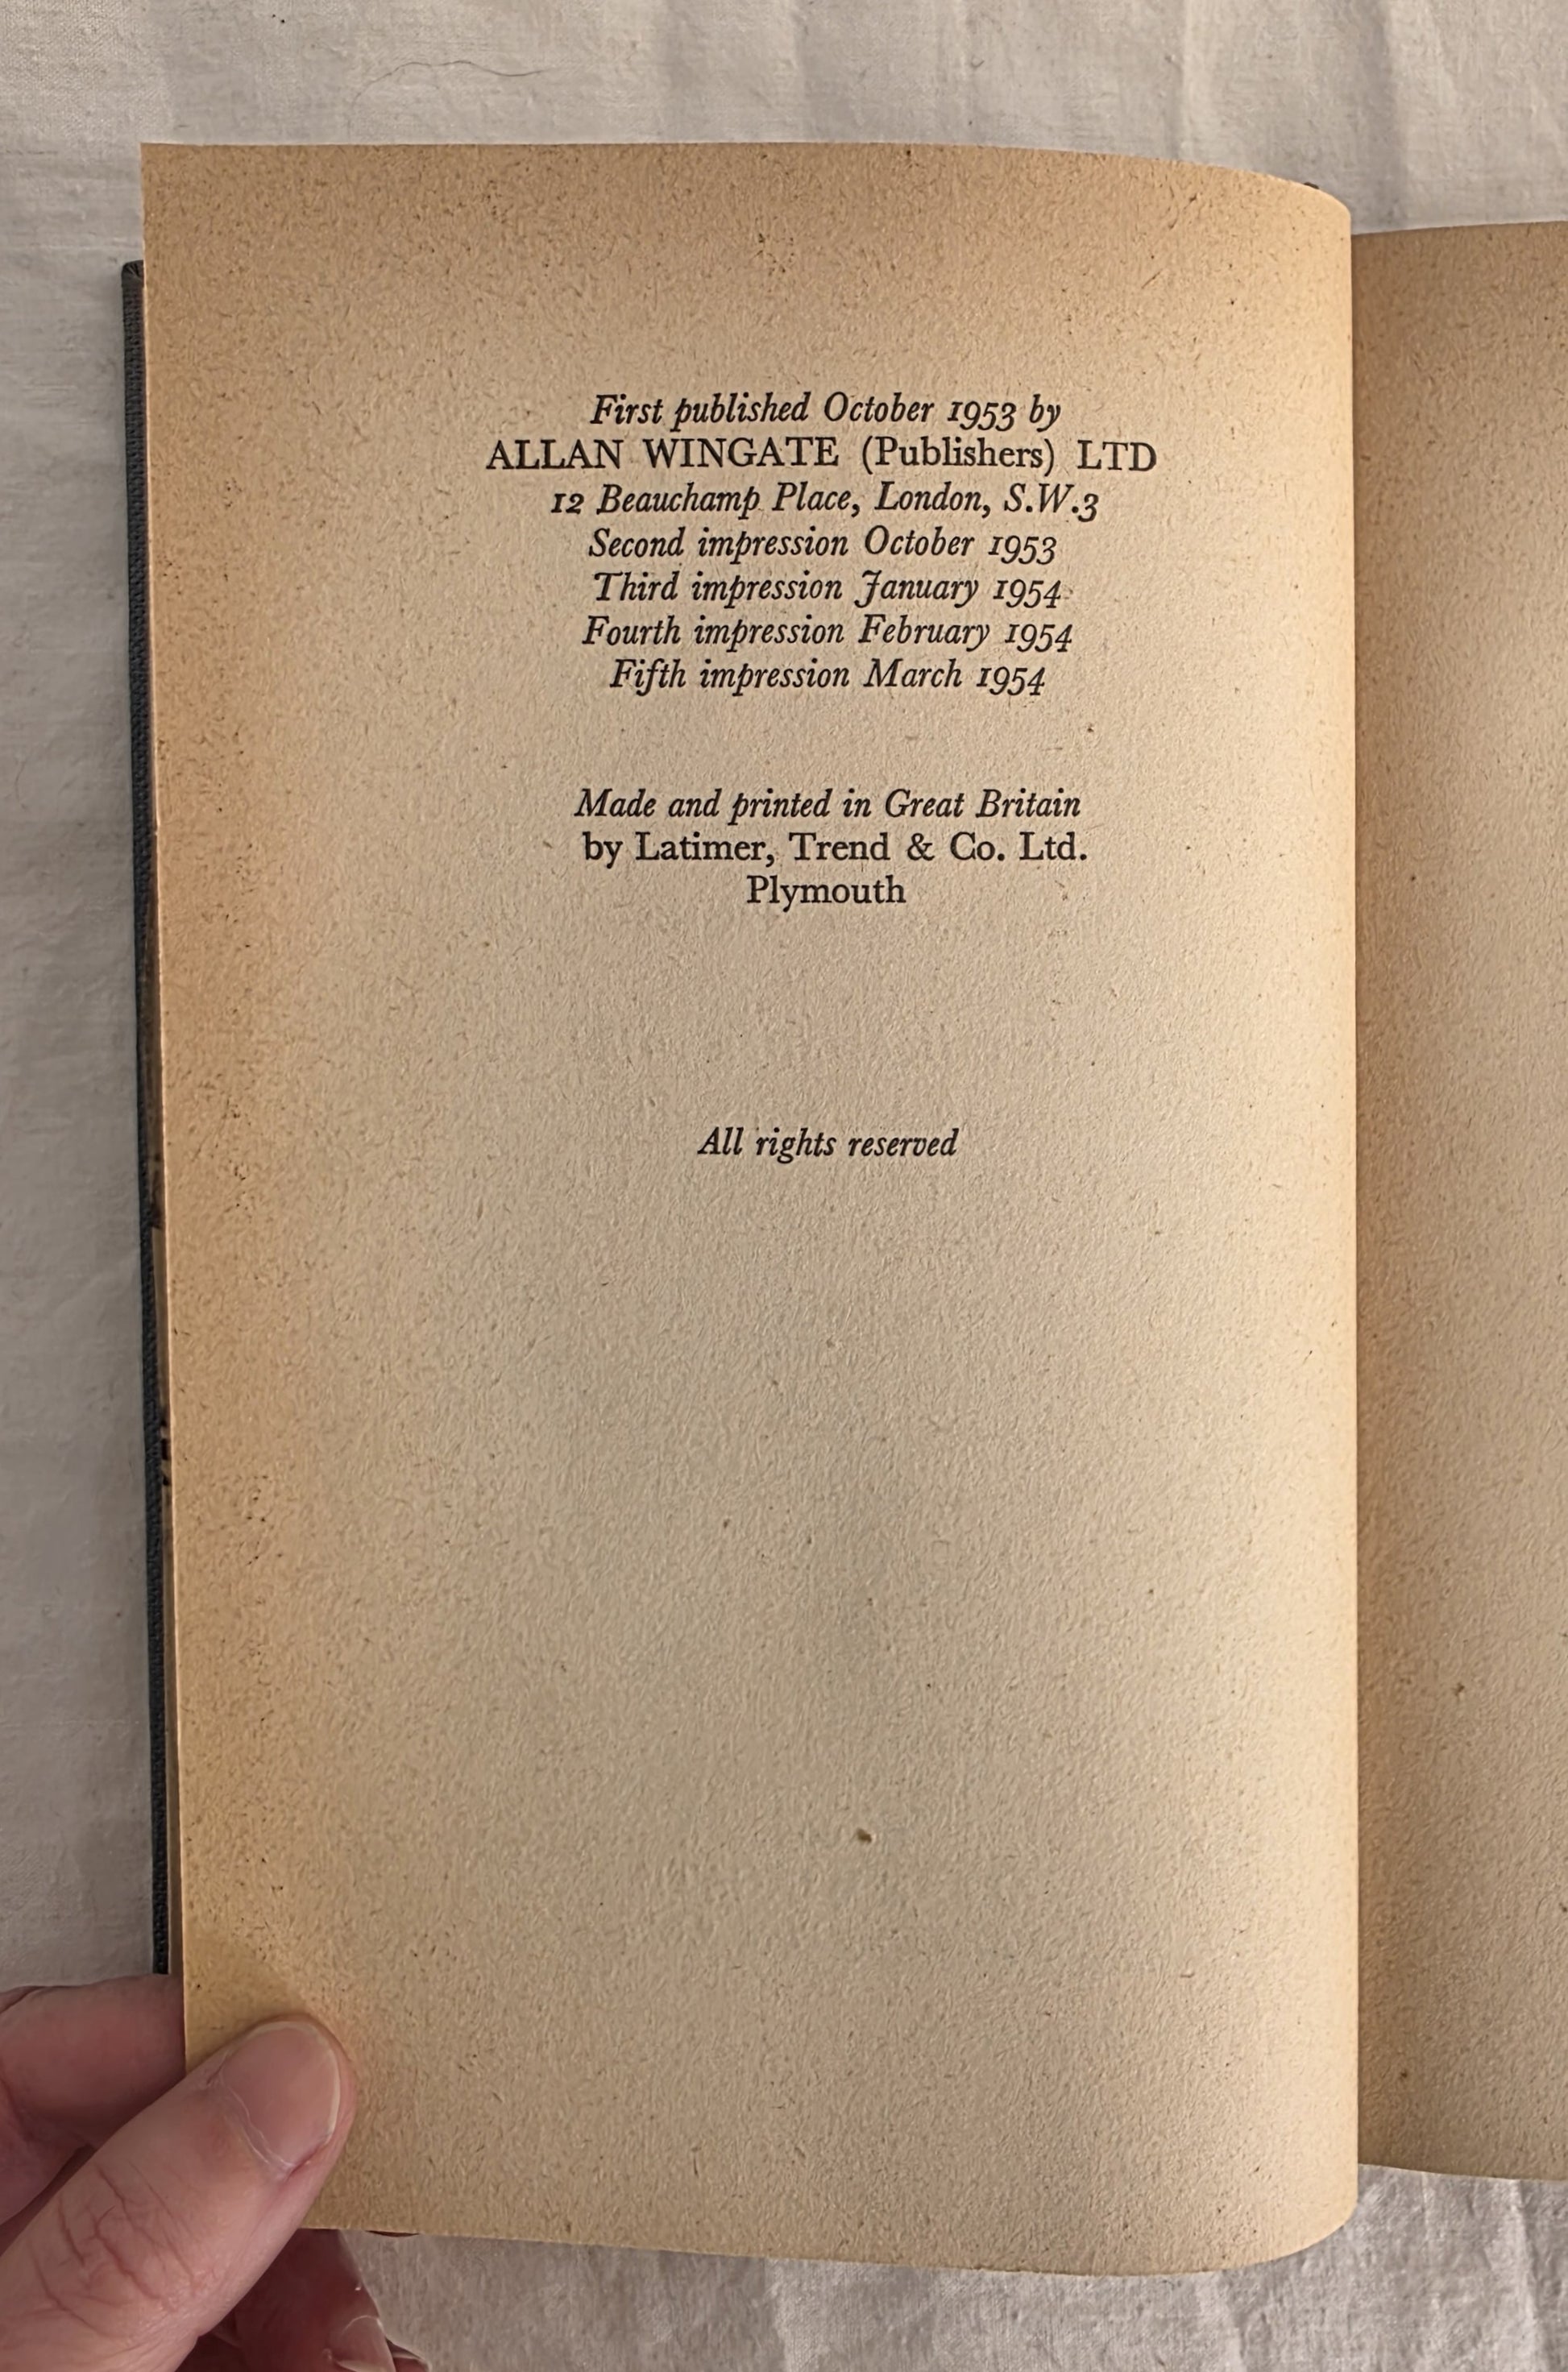 First published October 1953 by
ALLAN WINGATE (Publishers) LTD
12 Beauchamp Place, London, S.W.3
Second impression October 1953
Third impression January 1954
Fourth impression February 1954
Fifth impression March 1954
Made and printed in Great Britain
by Latimer, Trend & Co. Ltd.
Plymouth
All rights reserved